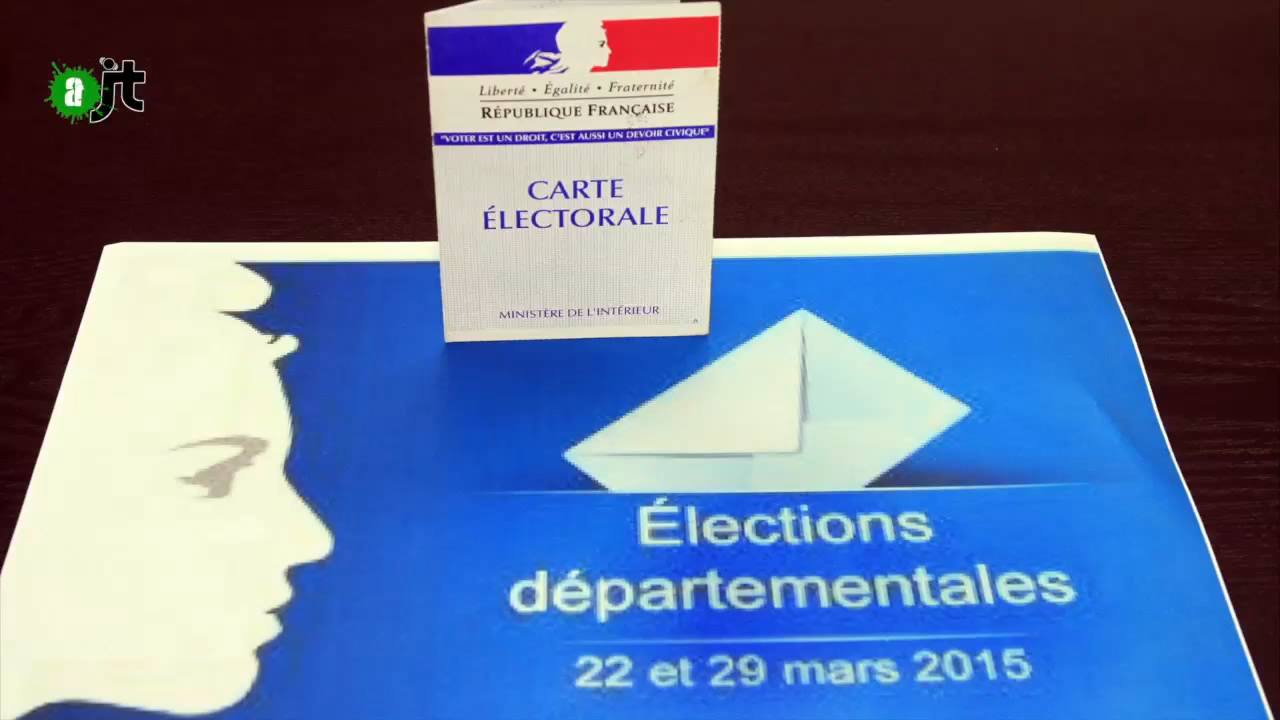 ajt
Liberté • Égalité • Fraternité
RÉPUBLIQUE FRANÇAISE
"VOTER EST UN DROIT, C'EST AUSSI UN DEVOIR CIVIQUE"
CARTE
ÉLECTORALE
MINISTÈRE DE L'INTÉRIEUR
Élections
départementales
22 et 29 mars 2015